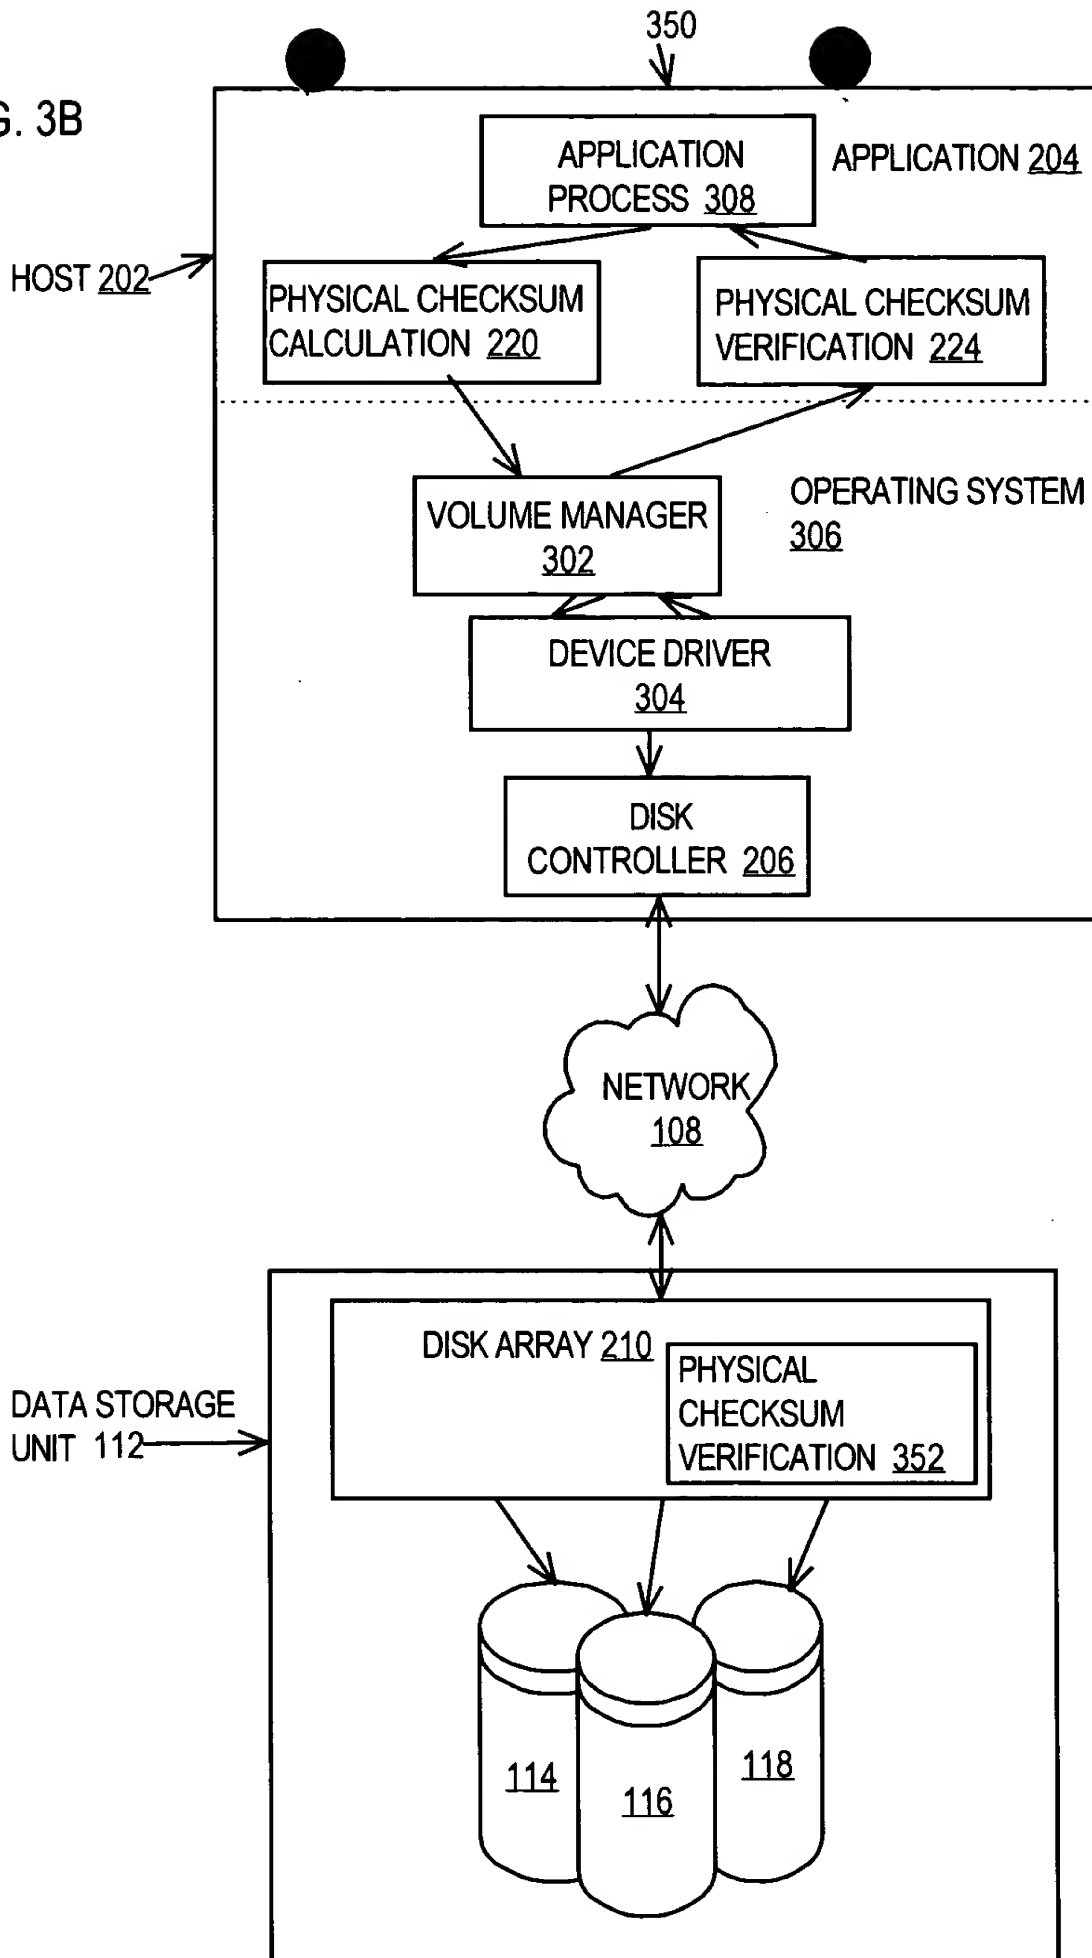 350
G. 3B
APPLICATION
PROCESS 308
APPLICATION 204
HOST 202
PHYSICAL CHECKSUM
CALCULATION 220
PHYSICAL CHECKSUM
VERIFICATION 224
VOLUME MANAGER
302
OPERATING SYSTEM
306
DEVICE DRIVER
304
DISK
CONTROLLER 206
NETWORK
108
DISK ARRAY 210
PHYSICAL
CHECKSUM
VERIFICATION 352
DATA STORAGE
UNIT 112
114
116
118